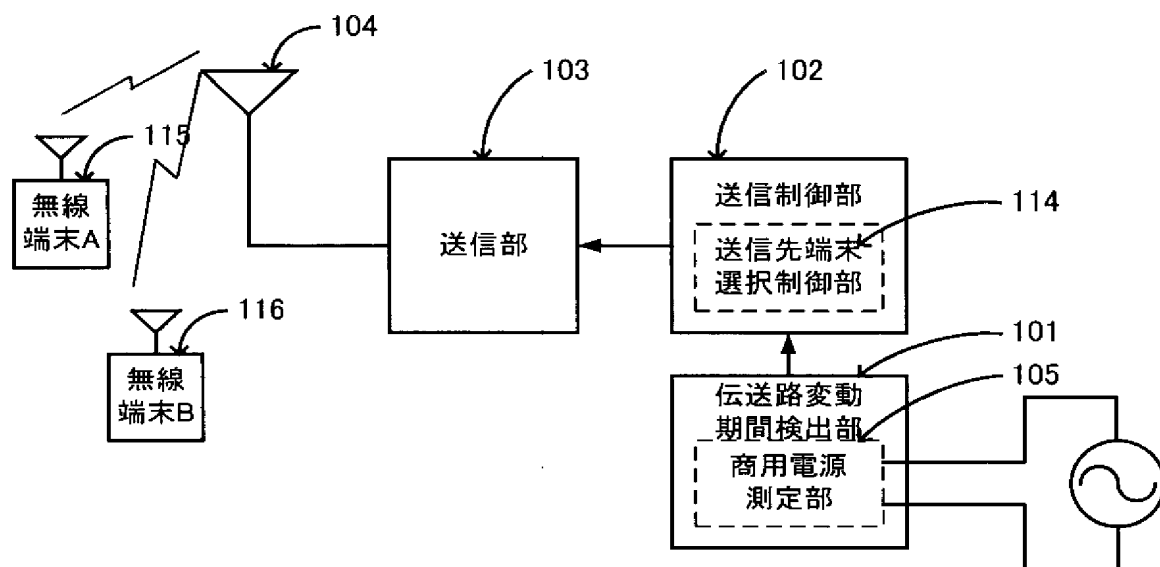 104
103
102
115
無線
端末A
送信部
送信制御部
114
送信先端末
選択制御部
116
無線
端末B
101
伝送路変動
期間検出部
105
商用電源
測定部